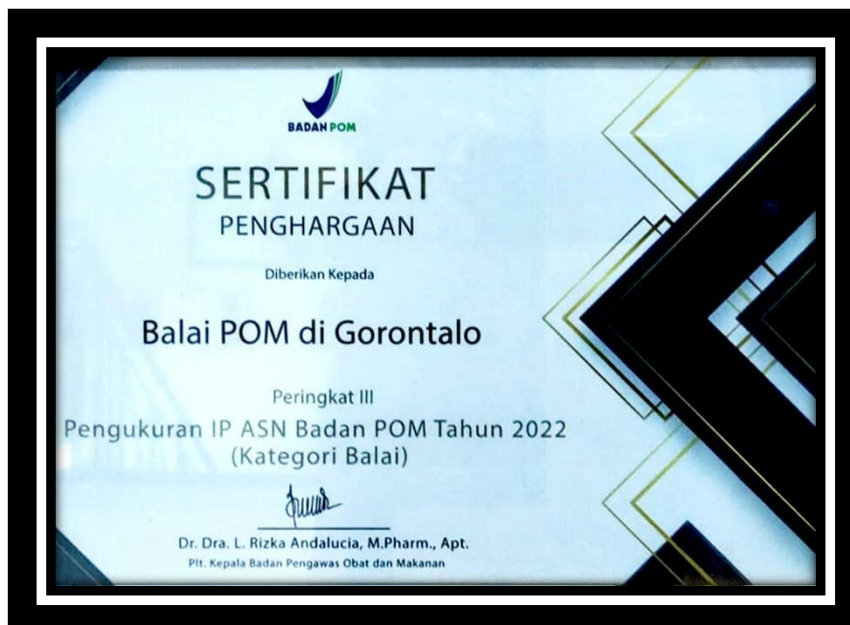 BADAN POM
SERTIFIKAT
PENGHARGAAN
Diberikan Kepada
Balai POM di Gorontalo
Peringkat III
Pengukuran IP ASN Badan POM Tahun 2022
(Kategori Balai)
Dr. Dra. L. Rizka Andalucia, M.Pharm., Apt.
Plt. Kepala Badan Pengawas Obat dan Makanan